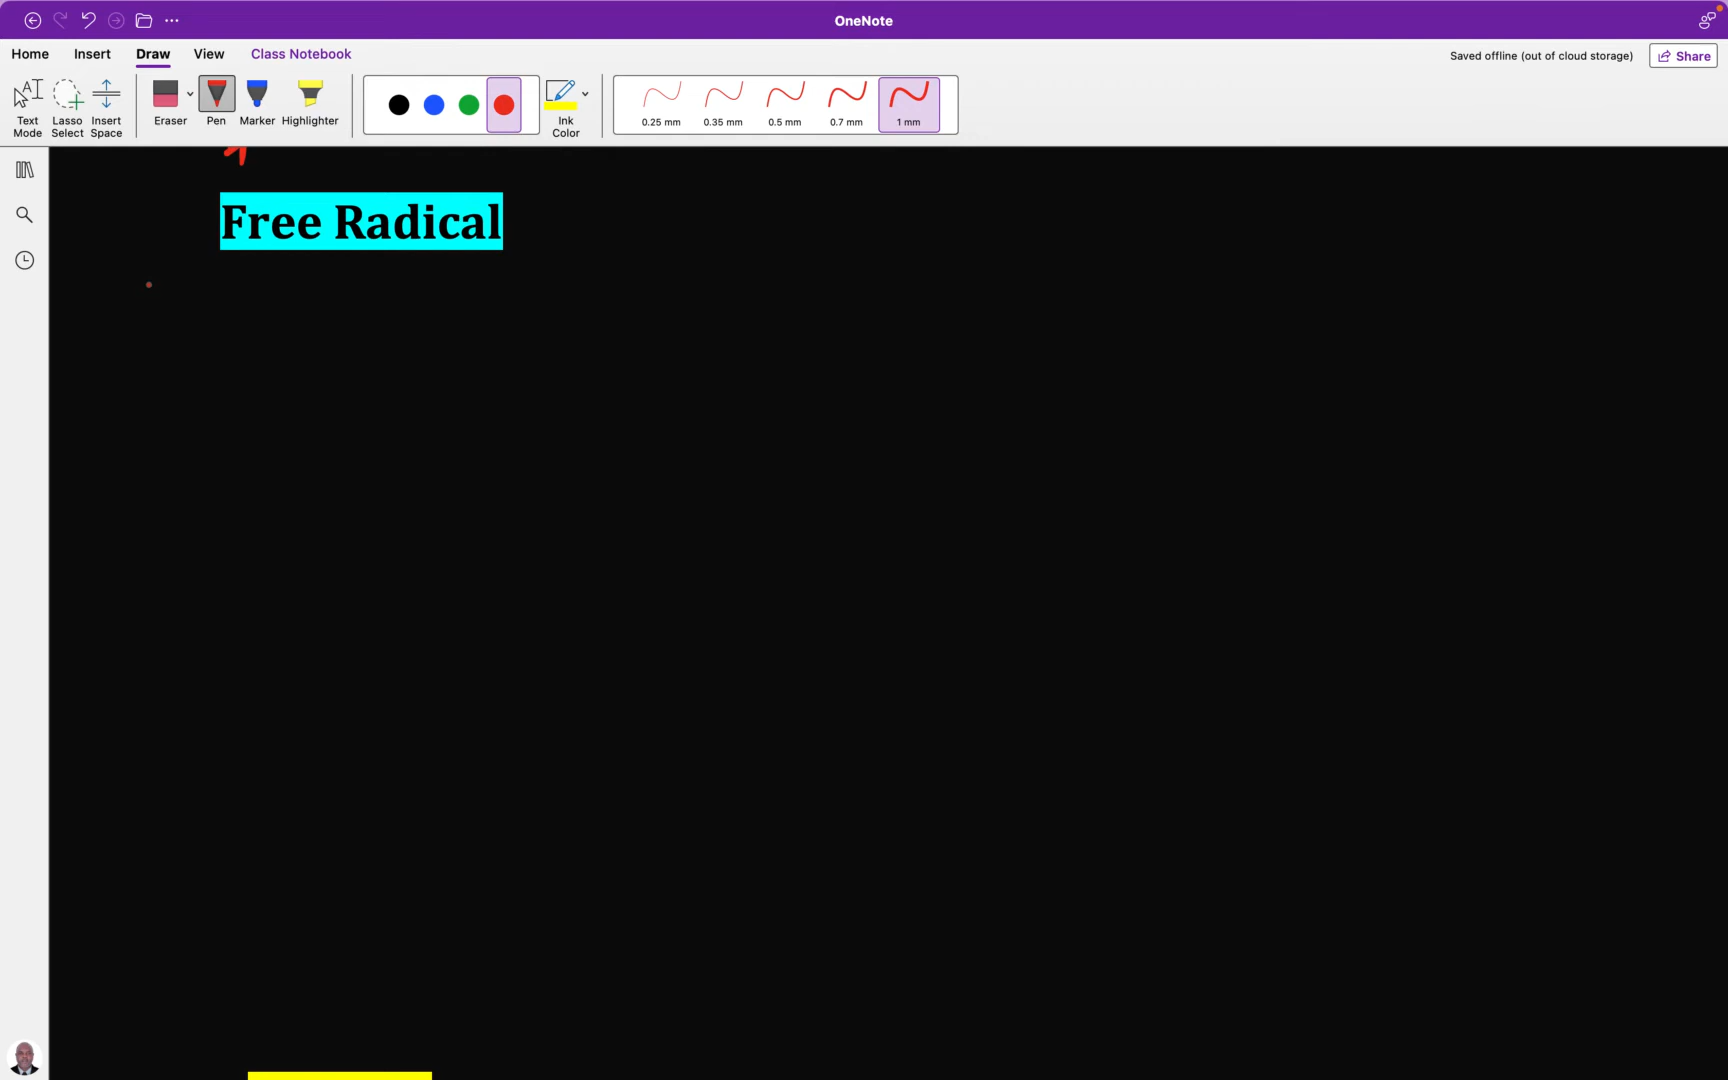 OneNote
Home Insert Draw View Class Notebook
Saved offline (out of cloud storage) Share
Text Mode
Lasso Select
Insert Space
Eraser
Pen
Marker
Highlighter
Ink Color
0.25 mm
0.35 mm
0.5 mm
0.7 mm
1 mm
Free Radical